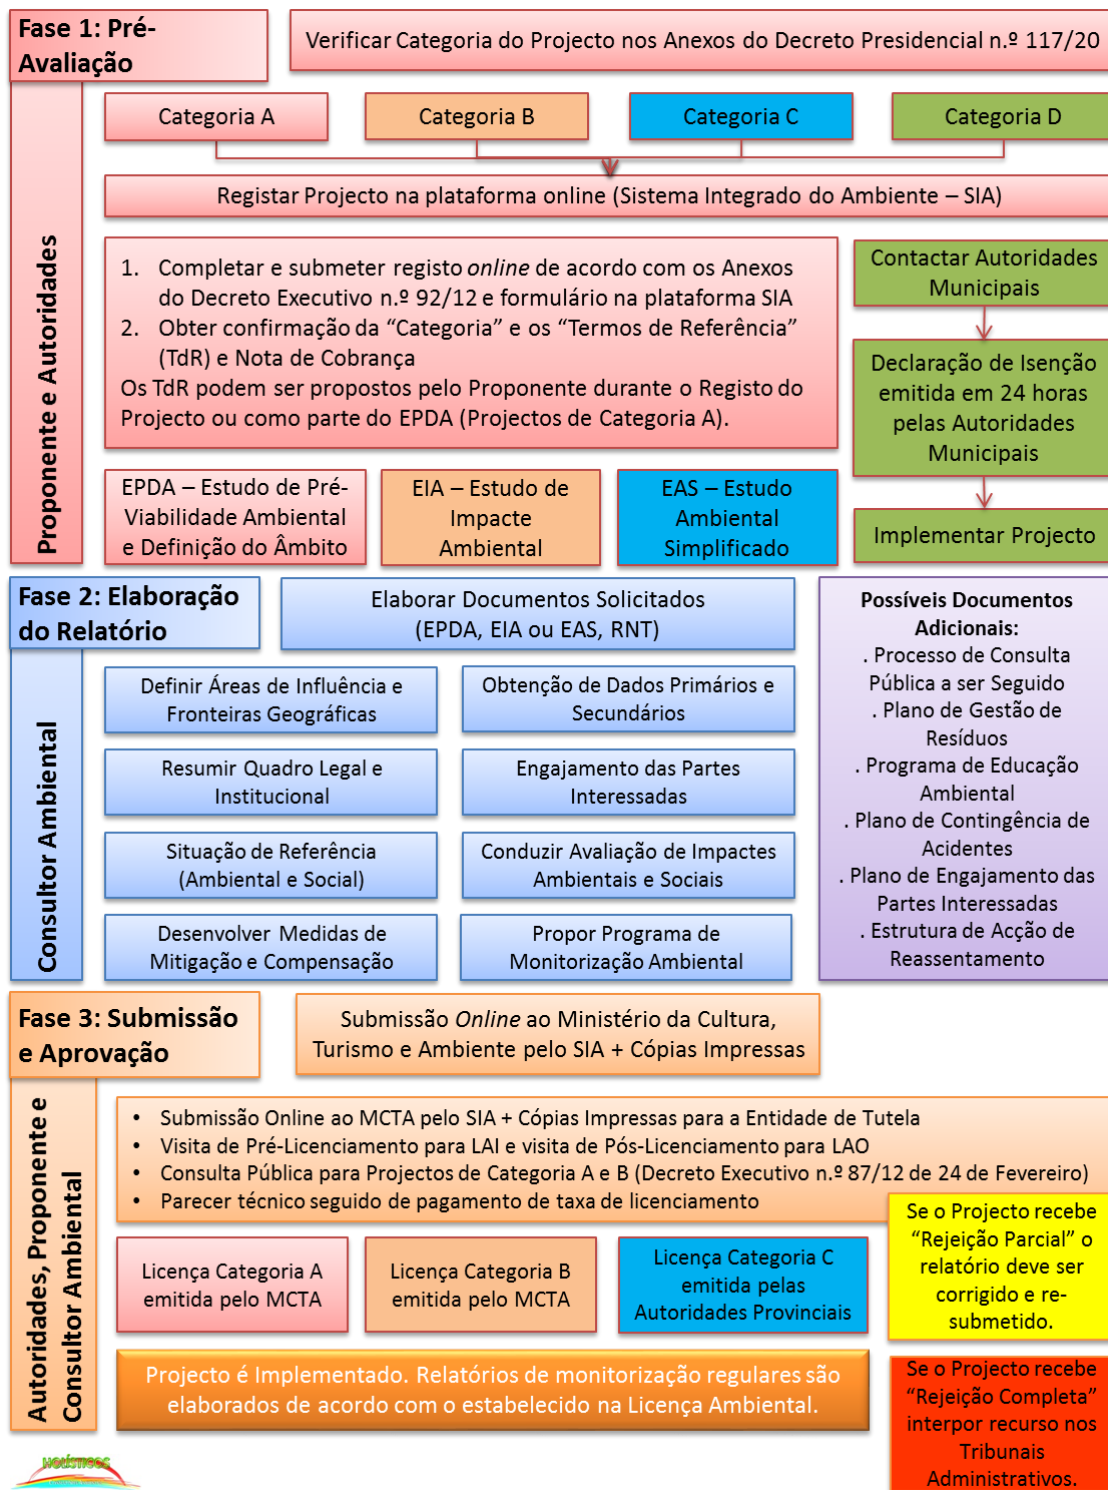 Fase 1: Pré-
Avaliação
Verificar Categoria do Projecto nos Anexos do Decreto Presidencial n.º 117/20
Proponente e Autoridades
Categoria A
Categoria B
Categoria C
Categoria D
Registar Projecto na plataforma online (Sistema Integrado do Ambiente – SIA)
1. Completar e submeter registo online de acordo com os Anexos
do Decreto Executivo n.º 92/12 e formulário na plataforma SIA
2. Obter confirmação da “Categoria” e os “Termos de Referência”
(TdR) e Nota de Cobrança
Os TdR podem ser propostos pelo Proponente durante o Registo do
Projecto ou como parte do EPDA (Projectos de Categoria A).
Contactar Autoridades
Municipais
Declaração de Isenção
emitida em 24 horas
pelas Autoridades
Municipais
Implementar Projecto
EPDA – Estudo de Pré-
Viabilidade Ambiental
e Definição do Âmbito
EIA – Estudo de
Impacte
Ambiental
EAS – Estudo
Ambiental
Simplificado
Fase 2: Elaboração
do Relatório
Elaborar Documentos Solicitados
(EPDA, EIA ou EAS, RNT)
Consultor Ambiental
Definir Áreas de Influência e
Fronteiras Geográficas
Obtenção de Dados Primários e
Secundários
Resumir Quadro Legal e
Institucional
Engajamento das Partes
Interessadas
Situação de Referência
(Ambiental e Social)
Conduzir Avaliação de Impactes
Ambientais e Sociais
Desenvolver Medidas de
Mitigação e Compensação
Propor Programa de
Monitorização Ambiental
Possíveis Documentos
Adicionais:
. Processo de Consulta
Pública a ser Seguido
. Plano de Gestão de
Resíduos
. Programa de Educação
Ambiental
. Plano de Contingência de
Acidentes
. Plano de Engajamento das
Partes Interessadas
. Estrutura de Acção de
Reassentamento
Fase 3: Submissão
e Aprovação
Submissão Online ao Ministério da Cultura,
Turismo e Ambiente pelo SIA + Cópias Impressas
Autoridades, Proponente e
Consultor Ambiental
• Submissão Online ao MCTA pelo SIA + Cópias Impressas para a Entidade de Tutela
• Visita de Pré-Licenciamento para LAI e visita de Pós-Licenciamento para LAO
• Consulta Pública para Projectos de Categoria A e B (Decreto Executivo n.º 87/12 de 24 de Fevereiro)
• Parecer técnico seguido de pagamento de taxa de licenciamento
Licença Categoria A
emitida pelo MCTA
Licença Categoria B
emitida pelo MCTA
Licença Categoria C
emitida pelas
Autoridades Provinciais
Se o Projecto recebe
“Rejeição Parcial” o
relatório deve ser
corrigido e re-
submetido.
Projecto é Implementado. Relatórios de monitorização regulares são
elaborados de acordo com o estabelecido na Licença Ambiental.
Se o Projecto recebe
“Rejeição Completa”
interpor recurso nos
Tribunais
Administrativos.
HOLÍSTICOS